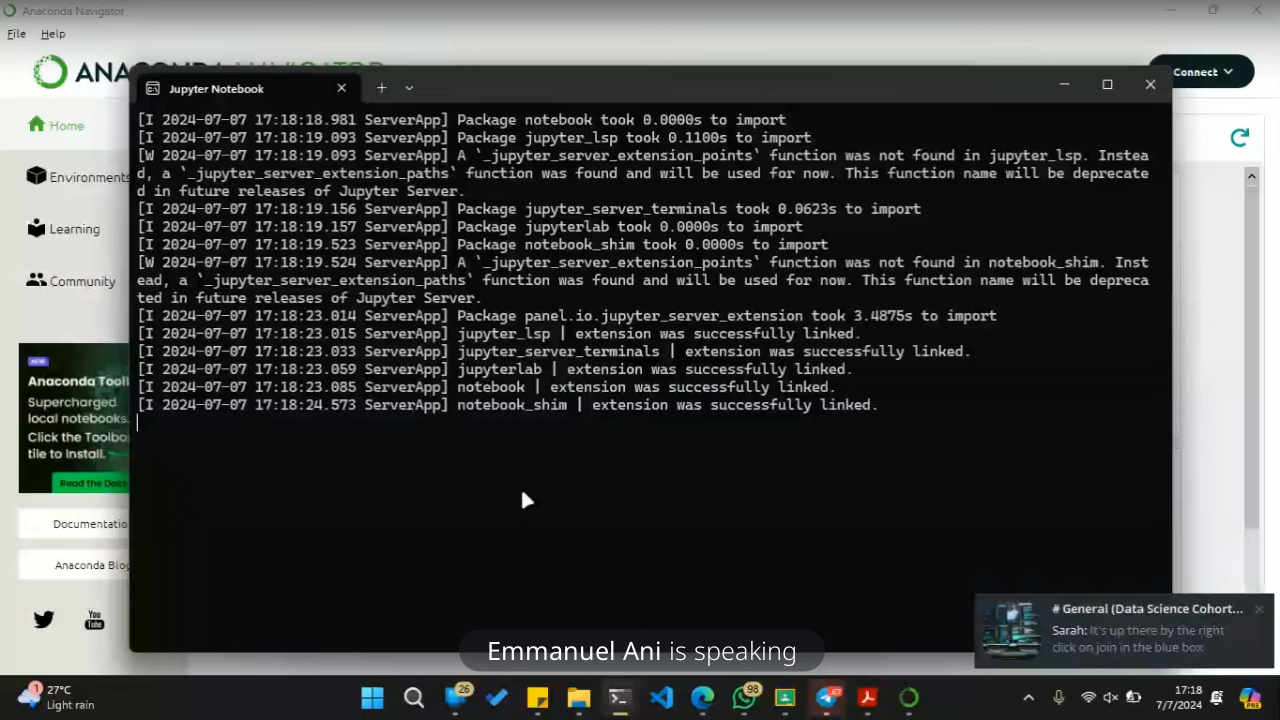 Anaconda Navigator
File Help
ANACONDA NAVIGATOR
Connect
Jupyter Notebook
Home
Environments
Learning
Community
[I 2024-07-07 17:18:18.981 ServerApp] Package notebook took 0.0000s to import
[I 2024-07-07 17:18:19.093 ServerApp] Package jupyter_lsp took 0.1100s to import
[W 2024-07-07 17:18:19.093 ServerApp] A `_jupyter_server_extension_points` function was not found in jupyter_lsp. Instea
d, a `_jupyter_server_extension_paths` function was found and will be used for now. This function name will be deprecate
d in future releases of Jupyter Server.
[I 2024-07-07 17:18:19.156 ServerApp] Package jupyter_server_terminals took 0.0623s to import
[I 2024-07-07 17:18:19.157 ServerApp] Package jupyterlab took 0.0000s to import
[I 2024-07-07 17:18:19.523 ServerApp] Package notebook_shim took 0.0000s to import
[W 2024-07-07 17:18:19.524 ServerApp] A `_jupyter_server_extension_points` function was not found in notebook_shim. Inst
ead, a `_jupyter_server_extension_paths` function was found and will be used for now. This function name will be depreca
ted in future releases of Jupyter Server.
[I 2024-07-07 17:18:23.014 ServerApp] Package panel.io.jupyter_server_extension took 3.4875s to import
[I 2024-07-07 17:18:23.015 ServerApp] jupyter_lsp | extension was successfully linked.
[I 2024-07-07 17:18:23.033 ServerApp] jupyter_server_terminals | extension was successfully linked.
[I 2024-07-07 17:18:23.059 ServerApp] jupyterlab | extension was successfully linked.
[I 2024-07-07 17:18:23.085 ServerApp] notebook | extension was successfully linked.
[I 2024-07-07 17:18:24.573 ServerApp] notebook_shim | extension was successfully linked.
NEW
Anaconda Tool
Supercharged
local notebooks.
Click the Toolbo
tile to install.
Read the Docs
Documentatio
Anaconda Blog
You
Tube
# General (Data Science Cohort...
Sarah: It's up there by the right
click on join in the blue box
Emmanuel Ani is speaking
1
27°C
Light rain
26
98
67
PRE
17:18
7/7/2024